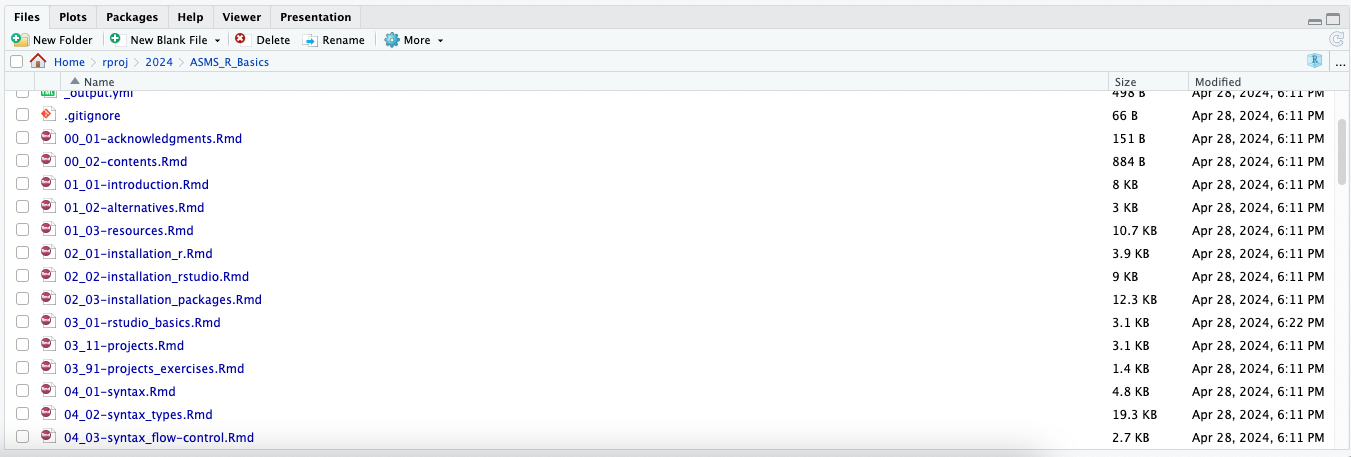 Files Plots Packages Help Viewer Presentation
New Folder New Blank File Delete Rename More
Home rproj 2024 ASMS_R_Basics R ...
Name Size Modified
_output.yml 498 B Apr 28, 2024, 6:11 PM
.gitignore 66 B Apr 28, 2024, 6:11 PM
00_01-acknowledgments.Rmd 151 B Apr 28, 2024, 6:11 PM
00_02-contents.Rmd 884 B Apr 28, 2024, 6:11 PM
01_01-introduction.Rmd 8 KB Apr 28, 2024, 6:11 PM
01_02-alternatives.Rmd 3 KB Apr 28, 2024, 6:11 PM
01_03-resources.Rmd 10.7 KB Apr 28, 2024, 6:11 PM
02_01-installation_r.Rmd 3.9 KB Apr 28, 2024, 6:11 PM
02_02-installation_rstudio.Rmd 9 KB Apr 28, 2024, 6:11 PM
02_03-installation_packages.Rmd 12.3 KB Apr 28, 2024, 6:11 PM
03_01-rstudio_basics.Rmd 3.1 KB Apr 28, 2024, 6:22 PM
03_11-projects.Rmd 3.1 KB Apr 28, 2024, 6:11 PM
03_91-projects_exercises.Rmd 1.4 KB Apr 28, 2024, 6:11 PM
04_01-syntax.Rmd 4.8 KB Apr 28, 2024, 6:11 PM
04_02-syntax_types.Rmd 19.3 KB Apr 28, 2024, 6:11 PM
04_03-syntax_flow-control.Rmd 2.7 KB Apr 28, 2024, 6:11 PM